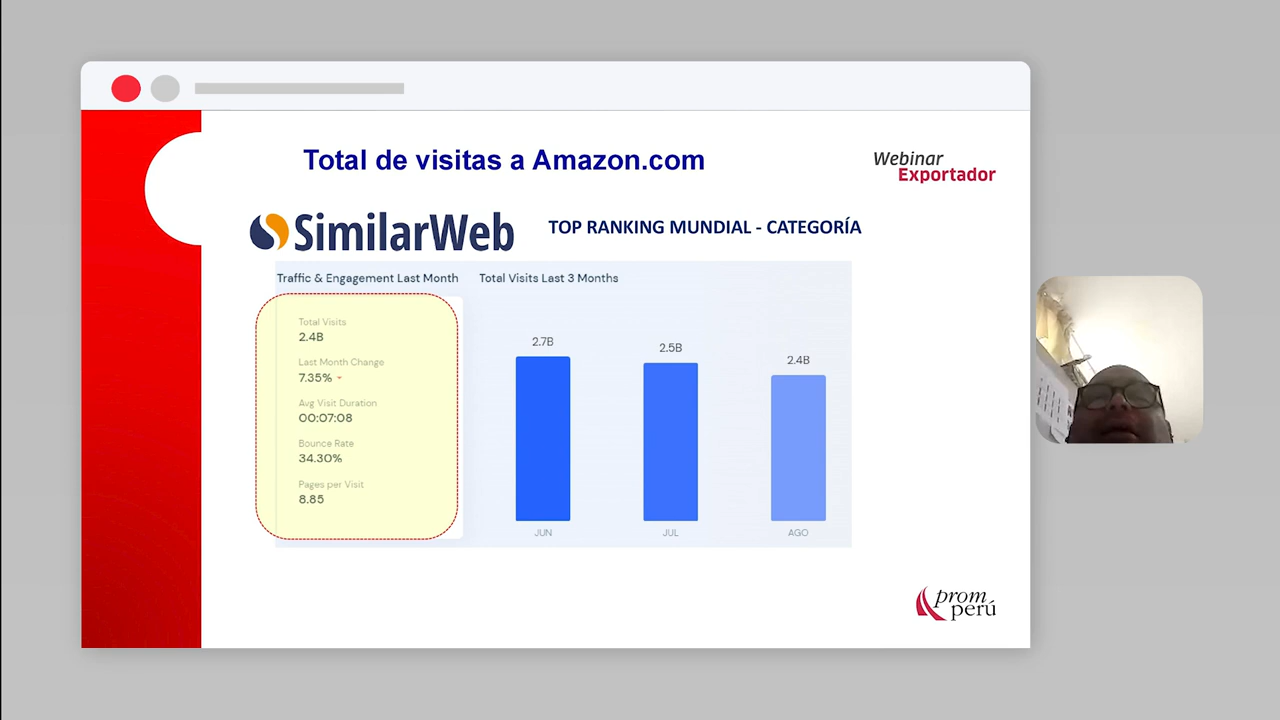 Total de visitas a Amazon.com
Webinar
Exportador
SimilarWeb
TOP RANKING MUNDIAL - CATEGORÍA
Traffic & Engagement Last Month
Total Visits Last 3 Months
Total Visits
2.4B
Last Month Change
7.35%
Avg Visit Duration
00:07:08
Bounce Rate
34.30%
Pages per Visit
8.85
2.7B
2.5B
2.4B
JUN
JUL
AGO
prom
perú